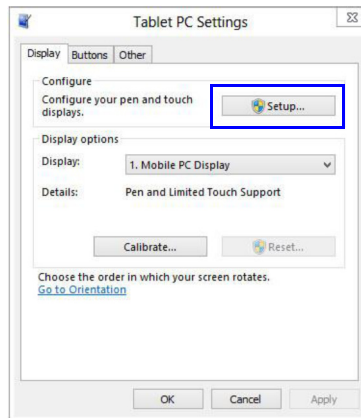 Tablet PC Settings
Display Buttons Other
Configure
Configure your pen and touch
displays.
Setup...
Display options
Display:
1. Mobile PC Display
Details:
Pen and Limited Touch Support
Calibrate...
Reset...
Choose the order in which your screen rotates.
Go to Orientation
OK Cancel Apply